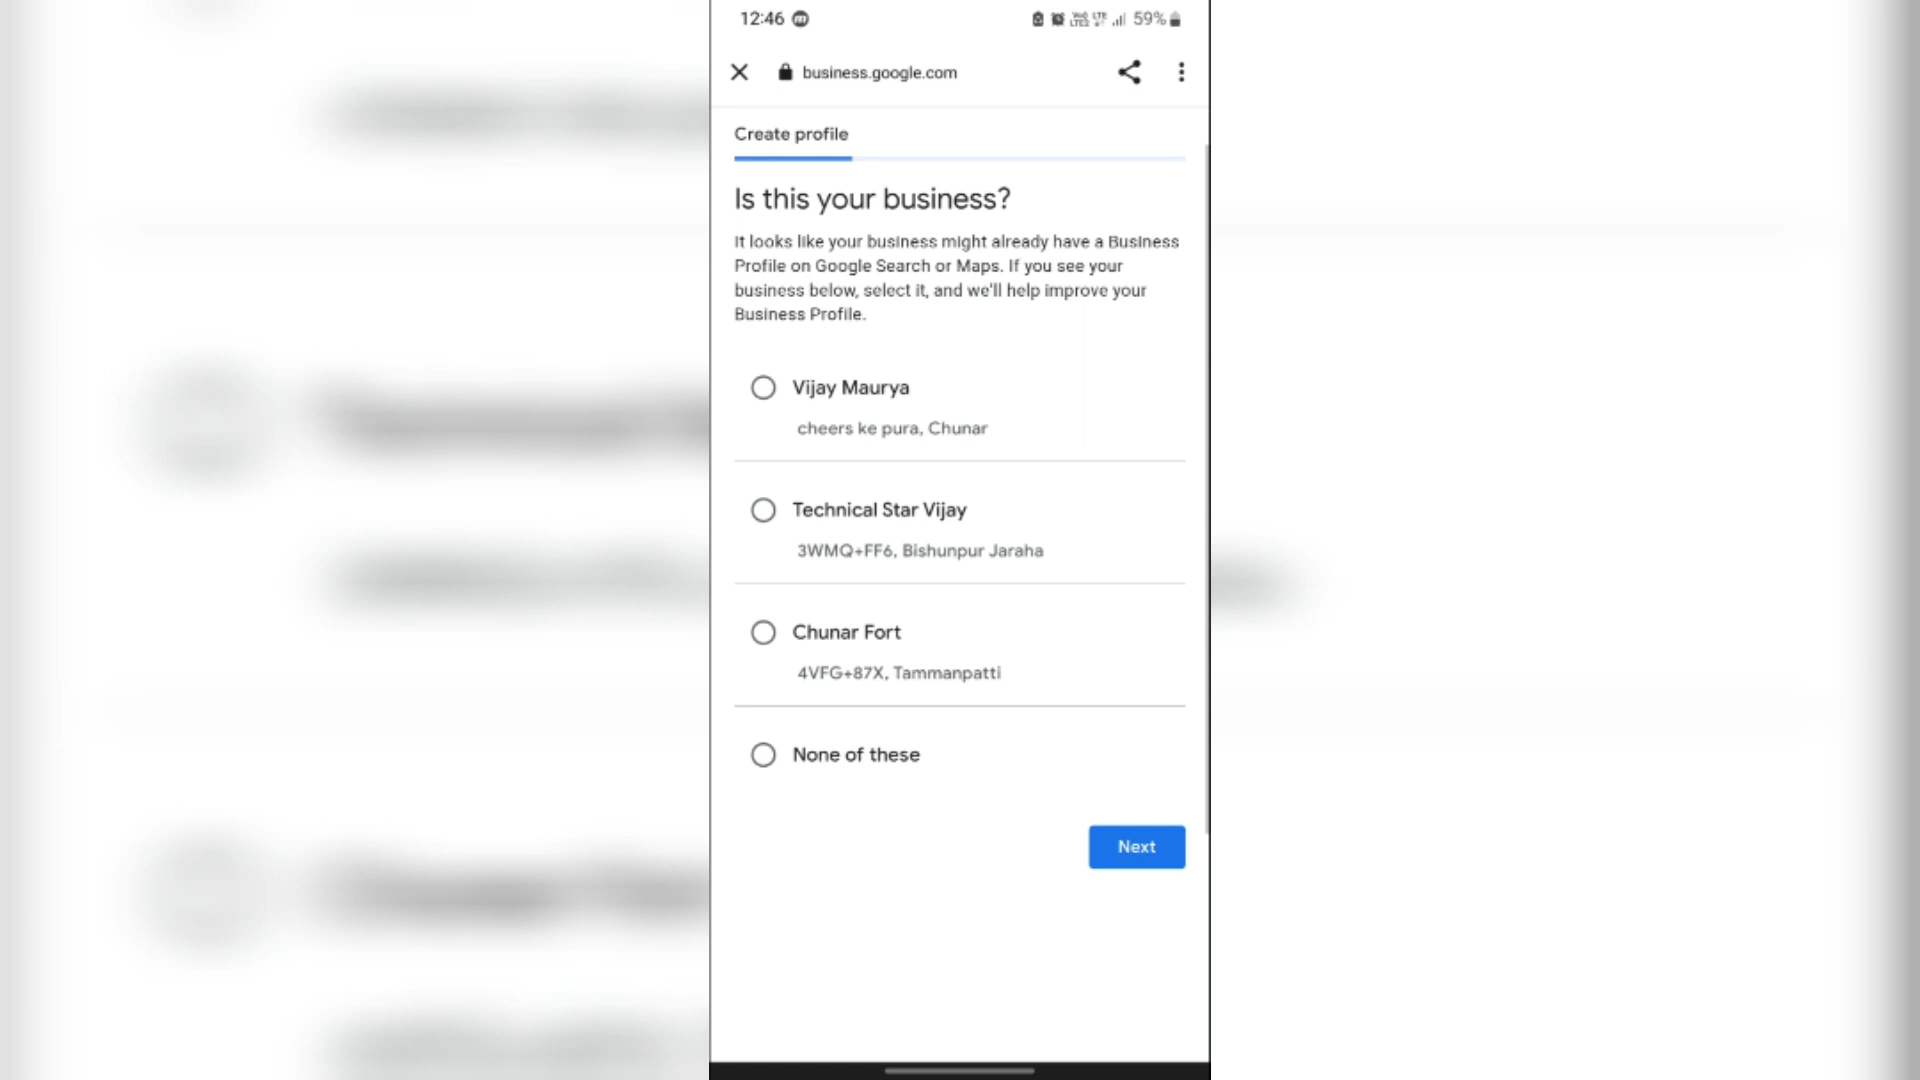 12:46
59%
business.google.com
Create profile
Is this your business?
It looks like your business might already have a Business
Profile on Google Search or Maps. If you see your
business below, select it, and we'll help improve your
Business Profile.
Vijay Maurya
cheers ke pura, Chunar
Technical Star Vijay
3WMQ+FF6, Bishunpur Jaraha
Chunar Fort
4VFG+87X, Tammanpatti
None of these
Next